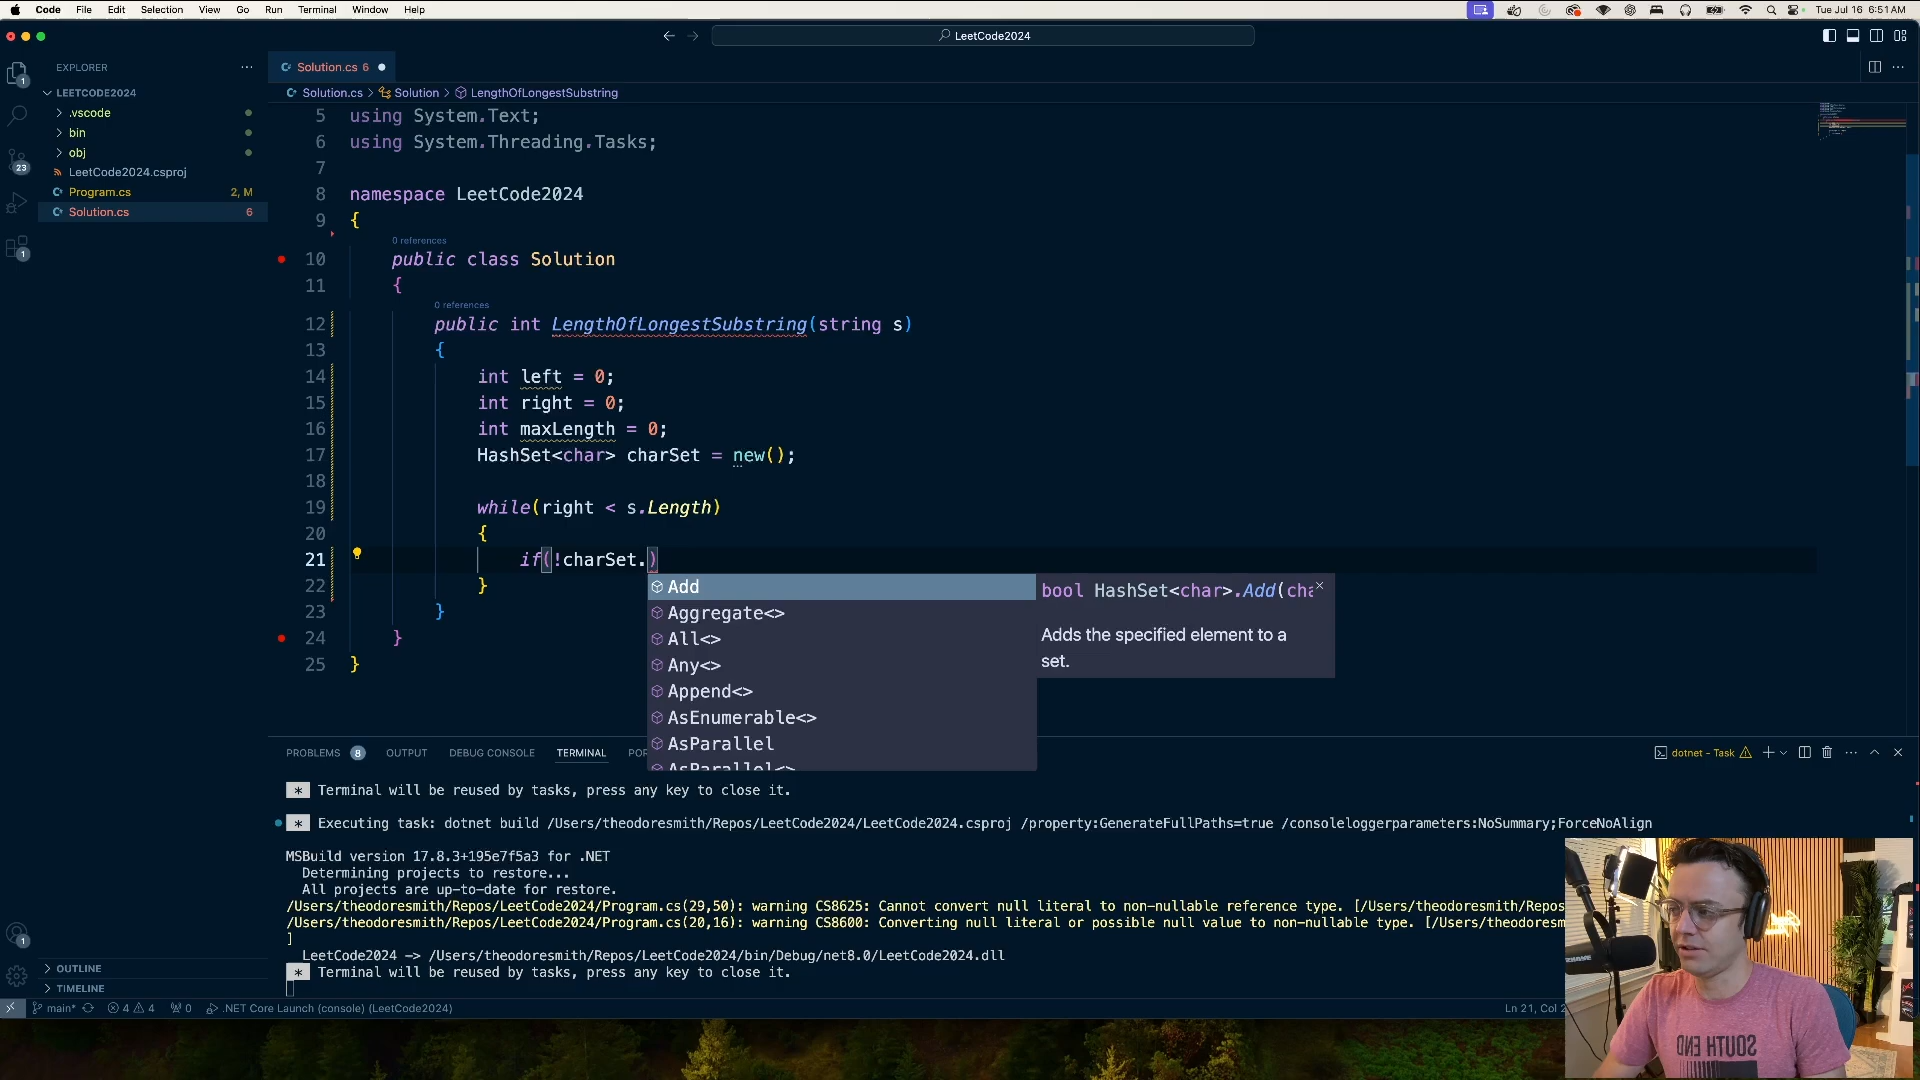 Code File Edit Selection View Go Run Terminal Window Help Tue Jul 16 6:51 AM
LeetCode2024
EXPLORER ···
Solution.cs 6
LEETCODE2024
Solution.cs > Solution > LengthOfLongestSubstring
.vscode
bin
obj
LeetCode2024.csproj
Program.cs 2, M
Solution.cs 6
1
23
1
1
5 using System.Text;
6 using System.Threading.Tasks;
7
8 namespace LeetCode2024
9 {
0 references
10 public class Solution
11 {
0 references
12 public int LengthOfLongestSubstring(string s)
13 {
14 int left = 0;
15 int right = 0;
16 int maxLength = 0;
17 HashSet<char> charSet = new();
18
19 while(right < s.Length)
20 {
21 if(!charSet.)
22 }
23 }
24 }
25 }
Add
Aggregate<>
All<>
Any<>
Append<>
AsEnumerable<>
AsParallel
AsParallel<>
bool HashSet<char>.Add(cha
Adds the specified element to a
set.
PROBLEMS 8 OUTPUT DEBUG CONSOLE TERMINAL PO
dotnet - Task
* Terminal will be reused by tasks, press any key to close it.
* Executing task: dotnet build /Users/theodoresmith/Repos/LeetCode2024/LeetCode2024.csproj /property:GenerateFullPaths=true /consoleloggerparameters:NoSummary;ForceNoAlign
MSBuild version 17.8.3+195e7f5a3 for .NET
Determining projects to restore...
All projects are up-to-date for restore.
/Users/theodoresmith/Repos/LeetCode2024/Program.cs(29,50): warning CS8625: Cannot convert null literal to non-nullable reference type. [/Users/theodoresmith/Repos
/Users/theodoresmith/Repos/LeetCode2024/Program.cs(20,16): warning CS8600: Converting null literal or possible null value to non-nullable type. [/Users/theodoresm
]
LeetCode2024 -> /Users/theodoresmith/Repos/LeetCode2024/bin/Debug/net8.0/LeetCode2024.dll
* Terminal will be reused by tasks, press any key to close it.
OUTLINE
TIMELINE
main* 4 4 0 .NET Core Launch (console) (LeetCode2024) Ln 21, Col 2
SOUTH END